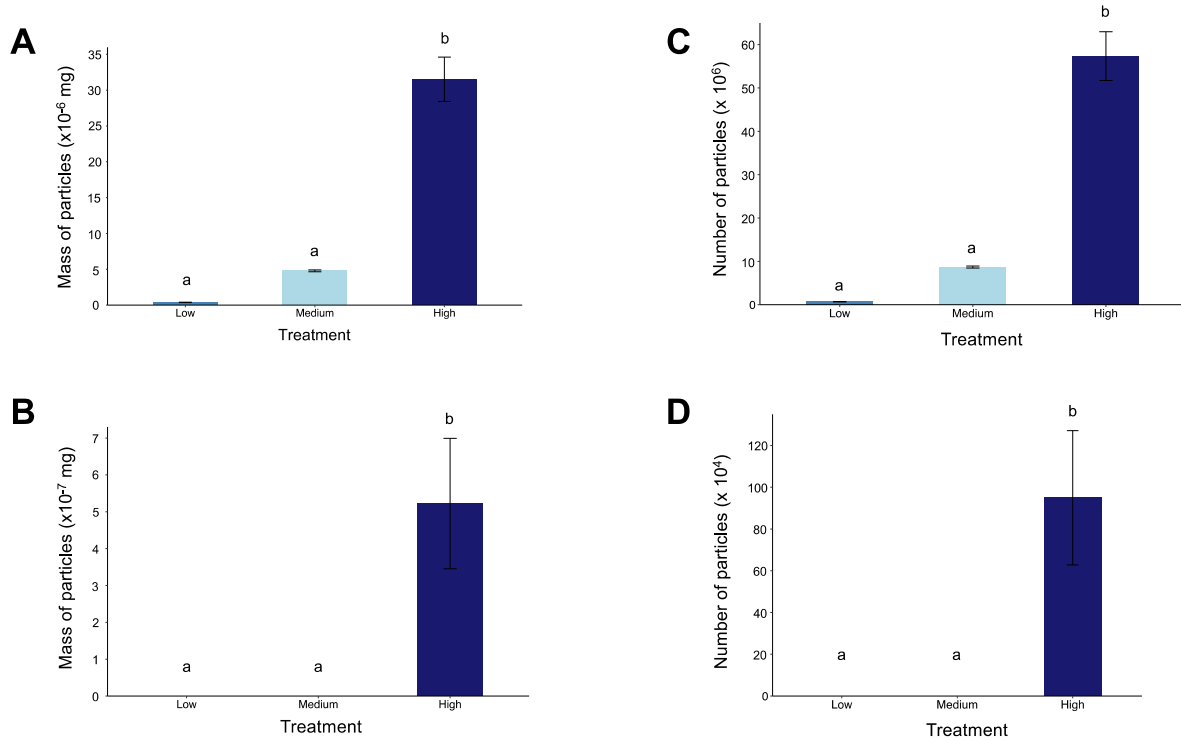 A
Mass of particles (x10⁻⁶ mg)
35
30
25
20
15
10
5
0
a
a
b
Low Medium High
Treatment
C
Number of particles (x 10⁶)
60
50
40
30
20
10
0
a
a
b
Low Medium High
Treatment
B
Mass of particles (x10⁻⁷ mg)
7
6
5
4
3
2
1
0
a
a
b
Low Medium High
Treatment
D
Number of particles (x 10⁴)
120
100
80
60
40
20
0
a
a
b
Low Medium High
Treatment